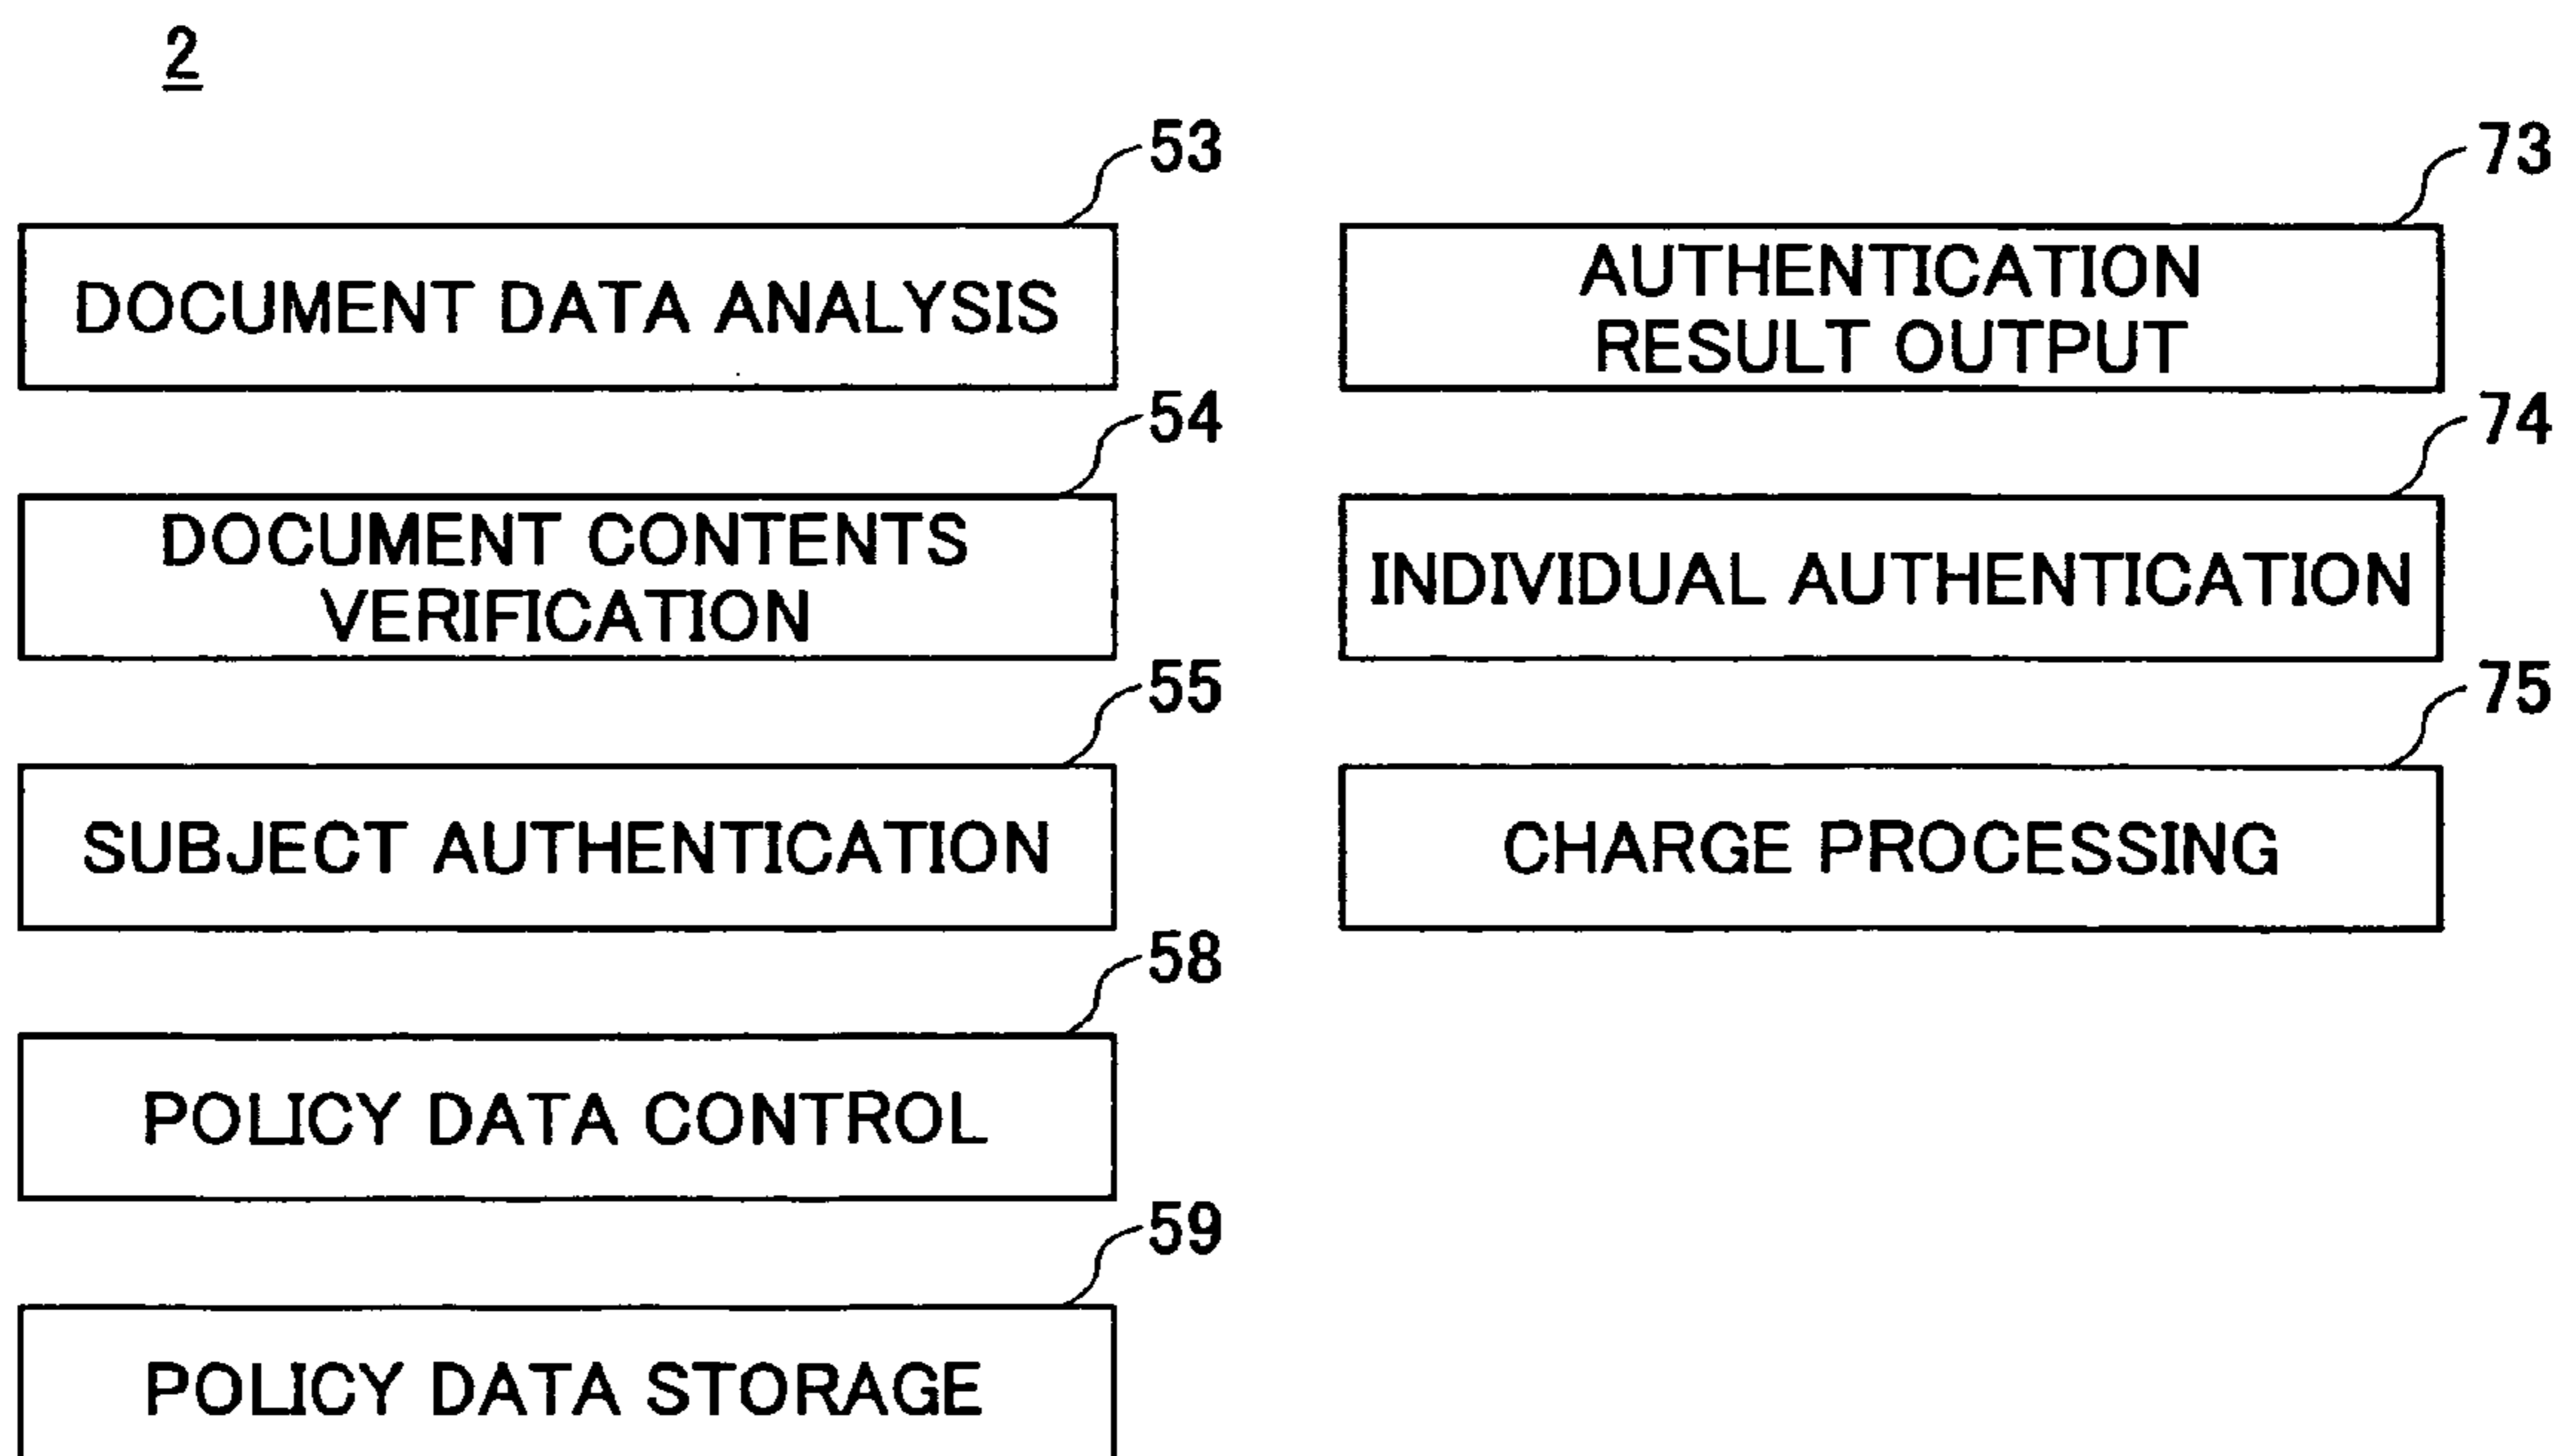 2
53
DOCUMENT DATA ANALYSIS
54
DOCUMENT CONTENTS
VERIFICATION
55
SUBJECT AUTHENTICATION
58
POLICY DATA CONTROL
59
POLICY DATA STORAGE
73
AUTHENTICATION
RESULT OUTPUT
74
INDIVIDUAL AUTHENTICATION
75
CHARGE PROCESSING